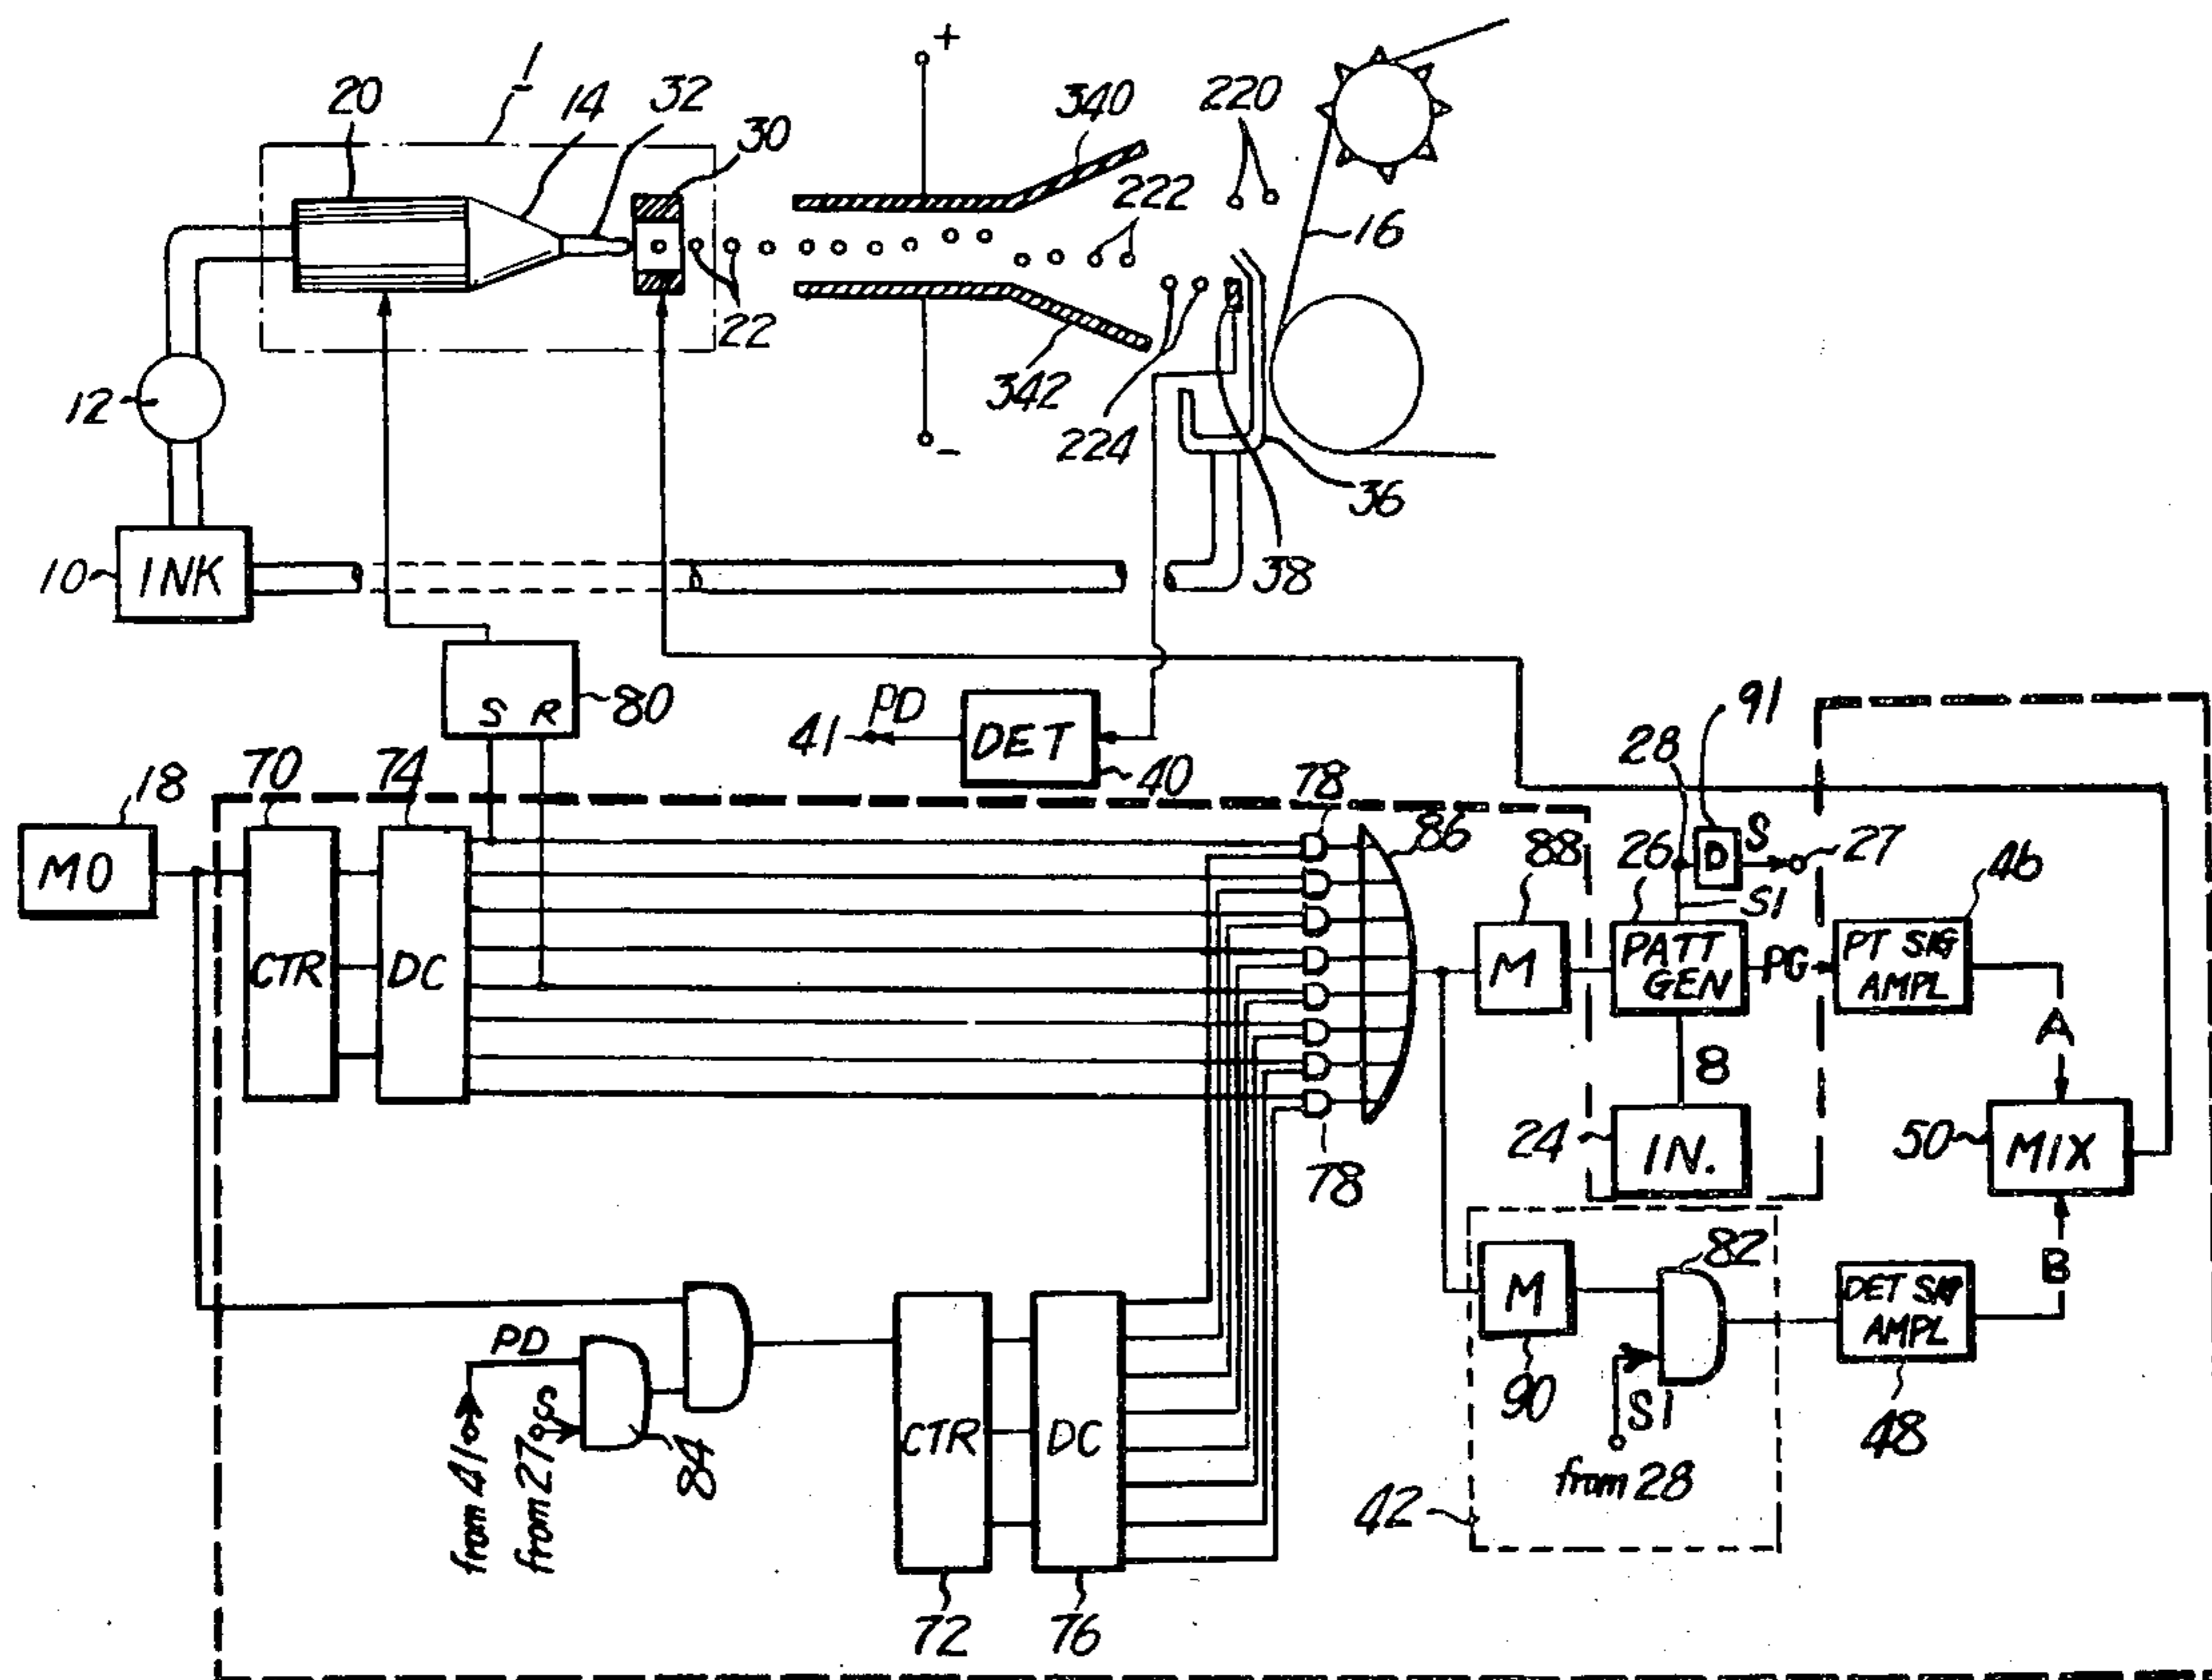 1
20
14
32
30
+
340
220
222
16
22
12
342
224
-
36
38
10
INK
S R
80
41
PD
DET
40
91
28
18
70
74
78
86
88
26
D
S
27
S1
46
MO
CTR
DC
M
PATT
GEN
PG
PT SIG
AMPL
A
8
24
IN.
50
MIX
78
82
B
M
DET SIG
AMPL
PD
S
84
90
S1
48
from 41
from 27
CTR
DC
from 28
42
72
76